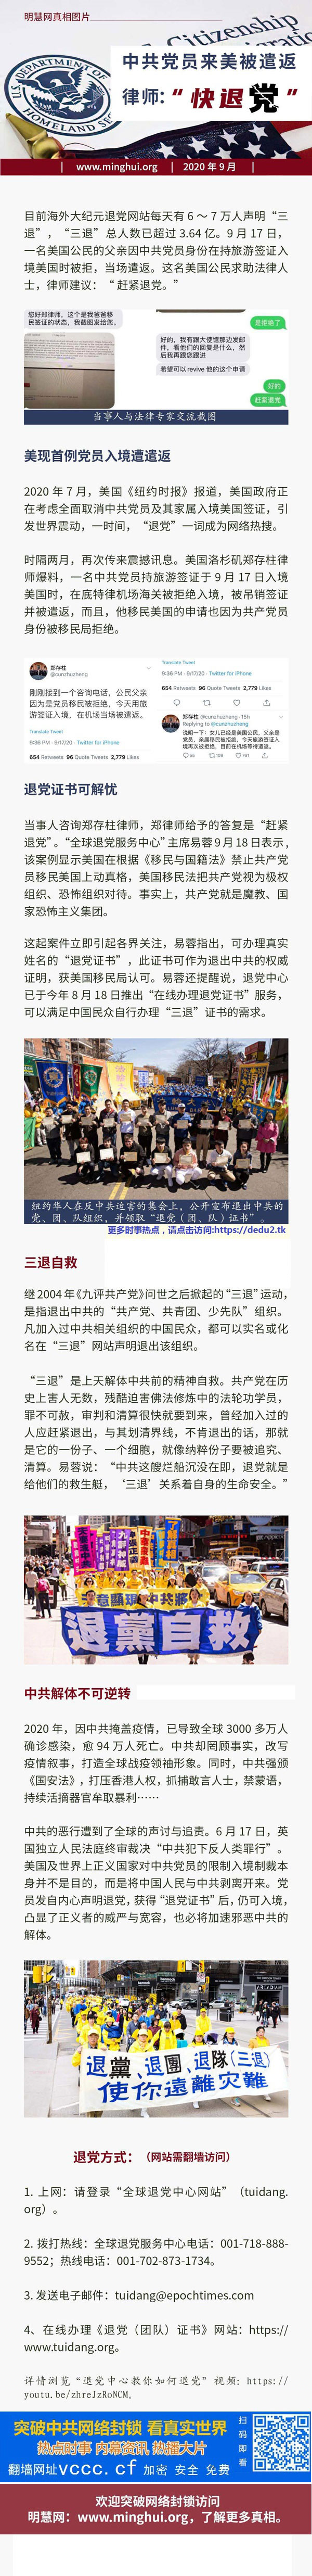 明慧网真相图片
Citizenship
U.S. DEPARTMENT OF
HOMELAND SE
中共党员来美被遣返
律师:“快退党”
www.minghui.org | 2020 年 9 月
目前海外大纪元退党网站每天有 6 ~ 7 万人声明“三
退”,“三退”总人数已超过 3.64 亿。9 月 17 日,
一名美国公民的父亲因中共党员身份在持旅游签证入
境美国时被拒,当场遣返。这名美国公民求助法律人
士,律师建议:“ 赶紧退党。”
您好郑律师,这个是我爸爸移
民签证的状态,我截图发给您。
是拒绝了
好的,我有跟大使馆那边发邮
件,看他们的回复是什么,然
后我再跟您跟进
希望可以 revive 他的这个申请
好的
赶紧退党
当事人与法律专家交流截图
美现首例党员入境遭遣返
2020 年 7 月,美国《纽约时报》报道,美国政府正
在考虑全面取消中共党员及其家属入境美国签证,引
发世界震动,一时间,“退党”一词成为网络热搜。
时隔两月,再次传来震撼讯息。美国洛杉矶郑存柱律
师爆料,一名中共党员持旅游签证于 9 月 17 日入境
美国时,在底特律机场海关被拒绝入境,被吊销签证
并被遣返,而且,他移民美国的申请也因为共产党员
身份被移民局拒绝。
郑存柱
@cunzhuzheng
刚刚接到一个咨询电话,公民父亲
因为是党员移民被拒绝,今天用旅
游签证入境,在机场当场被遣返。
Translate Tweet
9:36 PM · 9/17/20 · Twitter for iPhone
654 Retweets 96 Quote Tweets 2,779 Likes
Translate Tweet
9:36 PM · 9/17/20 · Twitter for iPhone
654 Retweets 96 Quote Tweets 2,779 Likes
郑存柱 @cunzhuzheng · 15h
Replying to @cunzhuzheng
说明一下:女儿已经是美国公民,父亲是
党员,亲属移民被拒绝,今天旅游签证入
境再次被拒绝,目前在机场等待遣返。
退党证书可解忧
当事人咨询郑存柱律师,郑律师给予的答复是“赶紧
退党”。“全球退党服务中心”主席易蓉 9 月 18 日表示,
该案例显示美国在根据《移民与国籍法》禁止共产党
员移民美国上动真格,美国移民法把共产党视为极权
组织、恐怖组织对待。事实上,共产党就是魔教、国
家恐怖主义集团。
这起案件立即引起各界关注,易蓉指出,可办理真实
姓名的“退党证书”,此证书可作为退出中共的权威
证明,获美国移民局认可。易蓉还提醒说,退党中心
已于今年 8 月 18 日推出“在线办理退党证书”服务,
可以满足中国民众自行办理“三退”证书的需求。
纽约华人在反中共迫害的集会上,公开宣布退出中共的
党、团、队组织,并领取“退党(团、队)证书”。
更多时事热点,请点击访问:https://dedu2.tk
三退自救
继 2004 年《九评共产党》问世之后掀起的“三退”运动,
是指退出中共的“共产党、共青团、少先队”组织。
凡加入过中共相关组织的中国民众,都可以实名或化
名在“三退”网站声明退出该组织。
“三退”是上天解体中共前的精神自救。共产党在历
史上害人无数,残酷迫害佛法修炼中的法轮功学员,
罪不可赦,审判和清算很快就要到来,曾经加入过的
人应赶紧退出,与其划清界线,不肯退出的话,那就
是它的一份子、一个细胞,就像纳粹份子要被追究、
清算。易蓉说:“中共这艘烂船沉没在即,退党就是
给他们的救生艇,‘三退’关系着自身的生命安全。”
退黨自救
中共解体不可逆转
2020 年,因中共掩盖疫情,已导致全球 3000 多万人
确诊感染,愈 94 万人死亡。中共却罔顾事实,改写
疫情叙事,打造全球战疫领袖形象。同时,中共强颁
《国安法》,打压香港人权,抓捕敢言人士,禁蒙语,
持续活摘器官牟取暴利……
中共的恶行遭到了全球的声讨与追责。6 月 17 日,英
国独立人民法庭终审裁决“中共犯下反人类罪行”。
美国及世界上正义国家对中共党员的限制入境制裁本
身并不是目的,而是将中国人民与中共剥离开来。党
员发自内心声明退党,获得“退党证书”后,仍可入境,
凸显了正义者的威严与宽容,也必将加速邪恶中共的
解体。
退黨、退團、退隊(三退)
使你遠離災難
退党方式:(网站需翻墙访问)
1. 上网:请登录“全球退党中心网站”(tuidang.
org)。
2. 拨打热线:全球退党服务中心电话:001-718-888-
9552;热线电话:001-702-873-1734。
3. 发送电子邮件:tuidang@epochtimes.com
4、在线办理《退党(团队)证书》网站:https://
www.tuidang.org。
详情浏览“退党中心教你如何退党”视频:https://
youtu.be/zhreJzRoNCM。
突破中共网络封锁 看真实世界
热点时事 内幕资讯 热播大片
翻墙网址vccc.cf 加密 安全 免费
扫码即看
欢迎突破网络封锁访问
明慧网:www.minghui.org,了解更多真相。